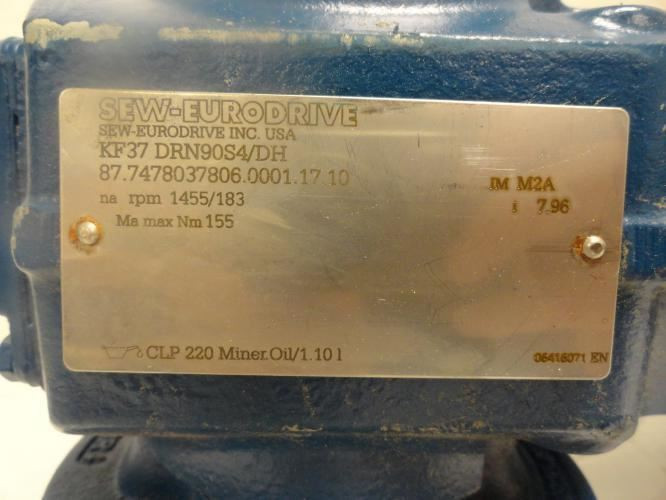 SEW-EURODRIVE
SEW-EURODRIVE INC. USA
KF37 DRN90S4/DH
87.7478037806.0001.17.10
IM M2A
na rpm 1455/183
i 7.96
Ma max Nm 155
CLP 220 Miner.Oil/1.10 l
06416071 EN